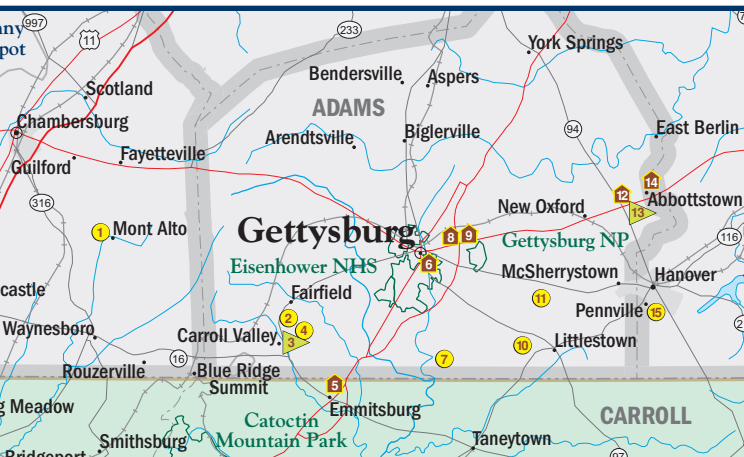 997
nny
pot
11
233
York Springs
Bendersville
Aspers
Scotland
ADAMS
Chambersburg
94
East Berlin
Arendtsville
Biglerville
Guilford
Fayetteville
14
12
Abbottstown
316
New Oxford
13
1
Mont Alto
Gettysburg
8
9
Gettysburg NP
116
Eisenhower NHS
6
McSherrystown
Hanover
castle
Fairfield
11
Pennville
15
2
Waynesboro
4
Carroll Valley
3
Littlestown
10
7
16
Rouzerville
Blue Ridge
Summit
5
Emmitsburg
g Meadow
CARROLL
Catoctin
Mountain Park
Smithsburg
Taneytown
Bridgeport
97